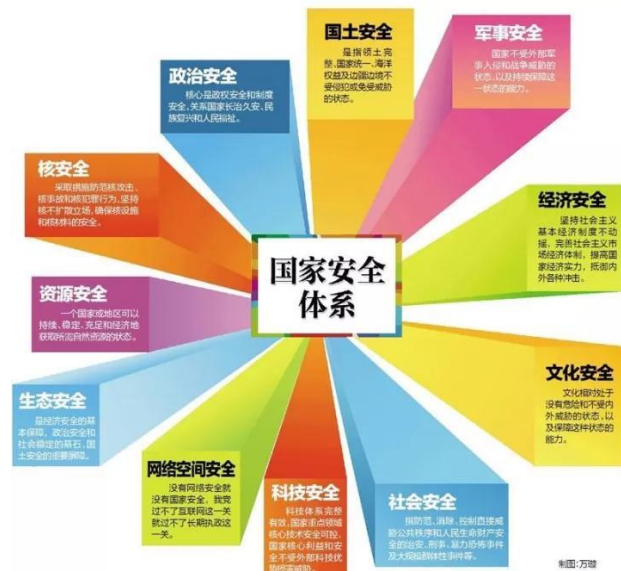 国土安全
是指领土完
整、国家统一、海洋
权益及边疆边境不
受侵犯或免受威胁
的状态。
军事安全
国家不受外部军
事入侵和战争威胁的
状态,以及持续保障这
一状态的能力。
经济安全
坚持社会主义
基本经济制度不动
摇,完善社会主义市
场经济体制,提高国
家经济实力,抵御内
外各种冲击。
文化安全
文化相对处于
没有危险和不受内
外威胁的状态,以
及保障这种状态的
能力。
社会安全
指防范、消除、控制直接威
胁公共秩序和人民生命财产安
全的治安、刑事、暴力恐怖事件
及大规模群体性事件等。
科技安全
科技体系完整
有效,国家重点领域
核心技术安全可控,
国家核心利益和安
全不受外部科技优
势危害威胁。
网络空间安全
没有网络安全就
没有国家安全,我党
过不了互联网这一关
就过不了长期执政这
一关。
生态安全
是经济安全的基
本保障,政治安全和
社会稳定的基石,国
土安全的重要屏障。
资源安全
一个国家或地区可以
持续、稳定、充足和经济地
获取所需自然资源的状态。
核安全
采取措施防范核攻击、
核事故和核犯罪行为,坚持
核不扩散立场,确保核设施
和核材料的安全。
政治安全
核心是政权安全和制度
安全,关系国家长治久安、民
族复兴和人民福祉。
国家安全
体系
制图:万璇